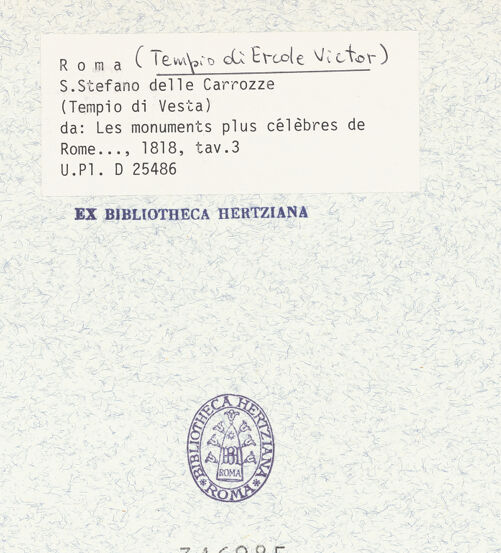 Roma (Tempio di Ercole Victor)
S.Stefano delle Carrozze
(Tempio di Vesta)
da: Les monuments plus célèbres de
Rome..., 1818, tav.3
U.Pl. D 25486
EX BIBLIOTHECA HERTZIANA
*BIBLIOTHECA HERTZIANA*
BH
ROMA
ROMA